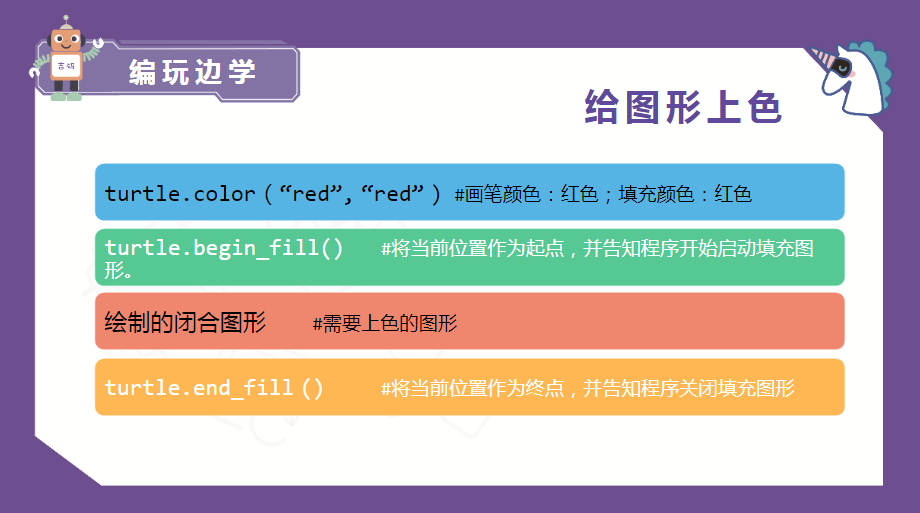 编玩边学
给图形上色
turtle.color（“red”,“red”） #画笔颜色：红色；填充颜色：红色
turtle.begin_fill() #将当前位置作为起点，并告知程序开始启动填充图
形。
绘制的闭合图形 #需要上色的图形
turtle.end_fill（） #将当前位置作为终点，并告知程序关闭填充图形